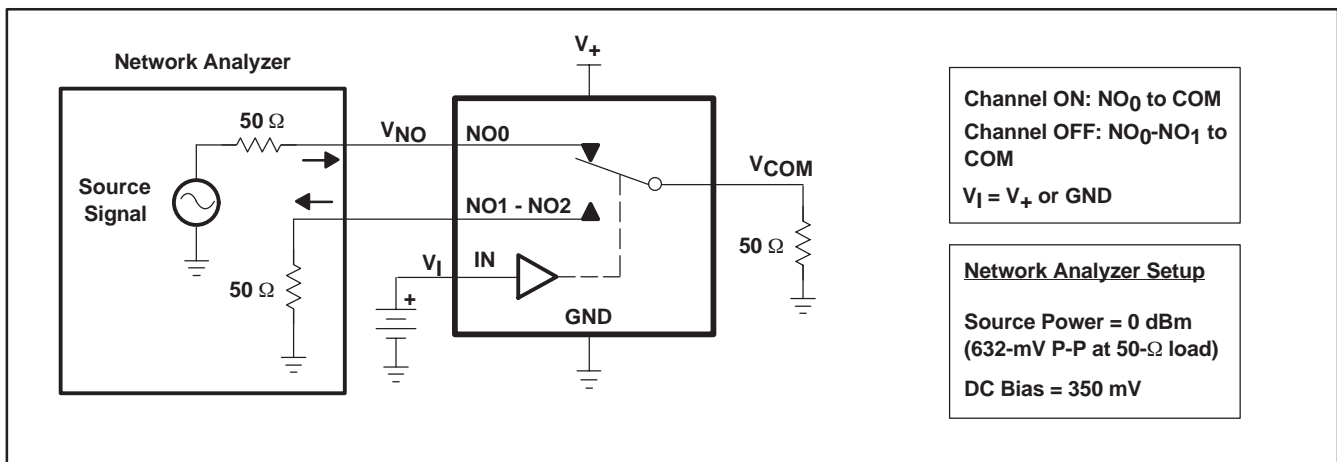 Network Analyzer
50 Ω
Source
Signal
50 Ω
V+
VNO
NO0
NO1 - NO2
VI
IN
+
GND
VCOM
50 Ω
Channel ON: NO0 to COM
Channel OFF: NO0-NO1 to
COM
VI = V+ or GND
Network Analyzer Setup
Source Power = 0 dBm
(632-mV P-P at 50-Ω load)
DC Bias = 350 mV